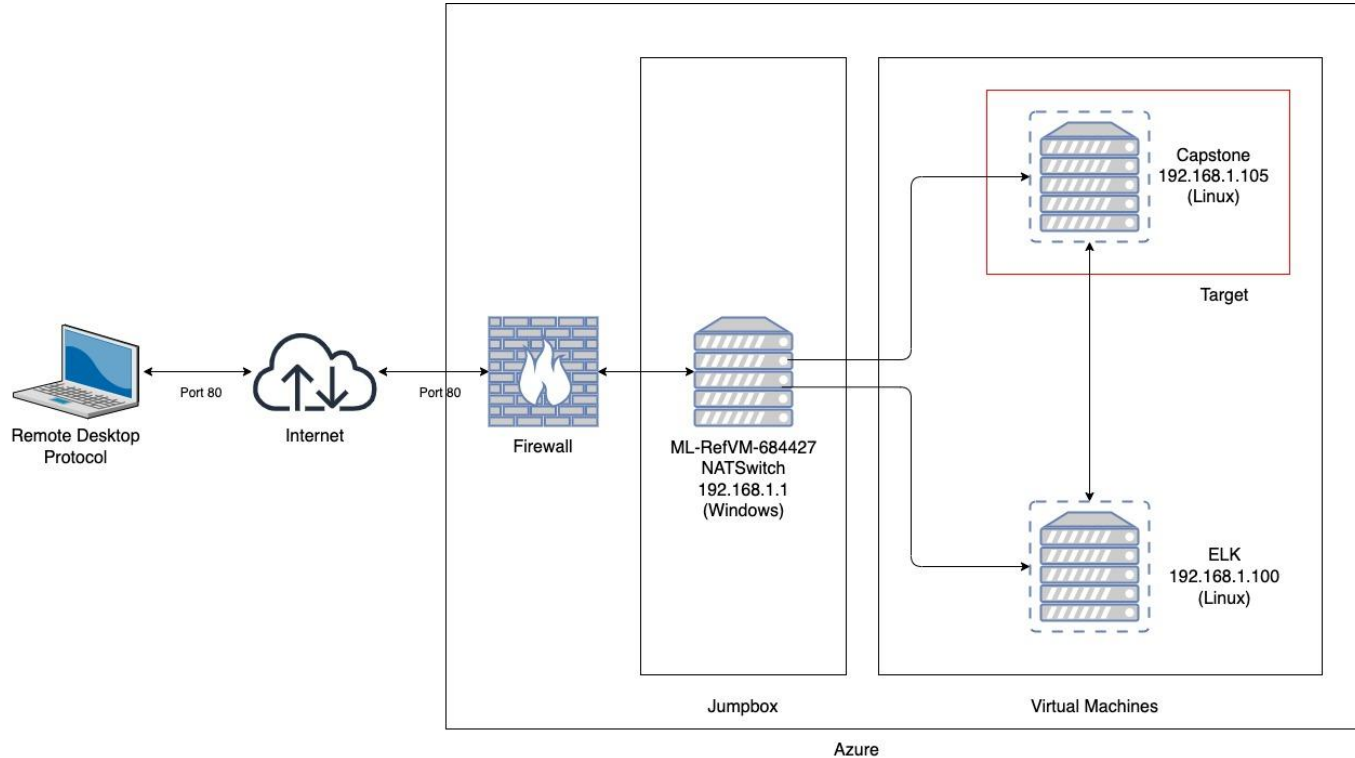 Capstone
192.168.1.105
(Linux)
Target
Port 80
Port 80
Remote Desktop
Protocol
Internet
Firewall
ML-RefVM-684427
NATSwitch
192.168.1.1
(Windows)
ELK
192.168.1.100
(Linux)
Jumpbox
Virtual Machines
Azure